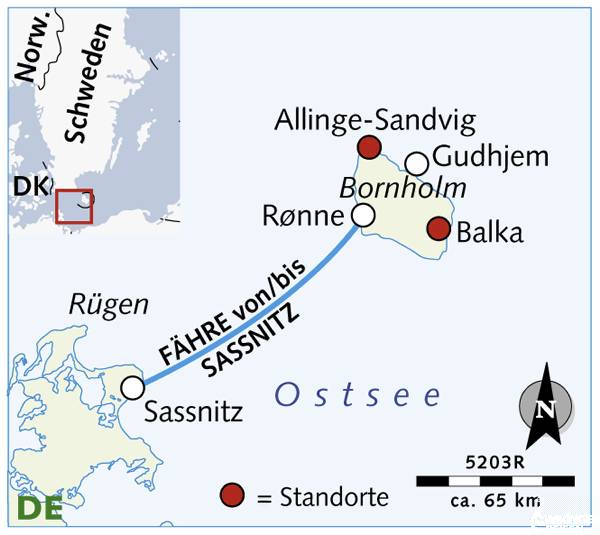 Norw.
Schweden
DK
Allinge-Sandvig
Gudhjem
Bornholm
Rønne
Balka
FÄHRE von/bis
SASSNITZ
Rügen
Sassnitz
Ostsee
N
5203R
ca. 65 km
= Standorte
DE